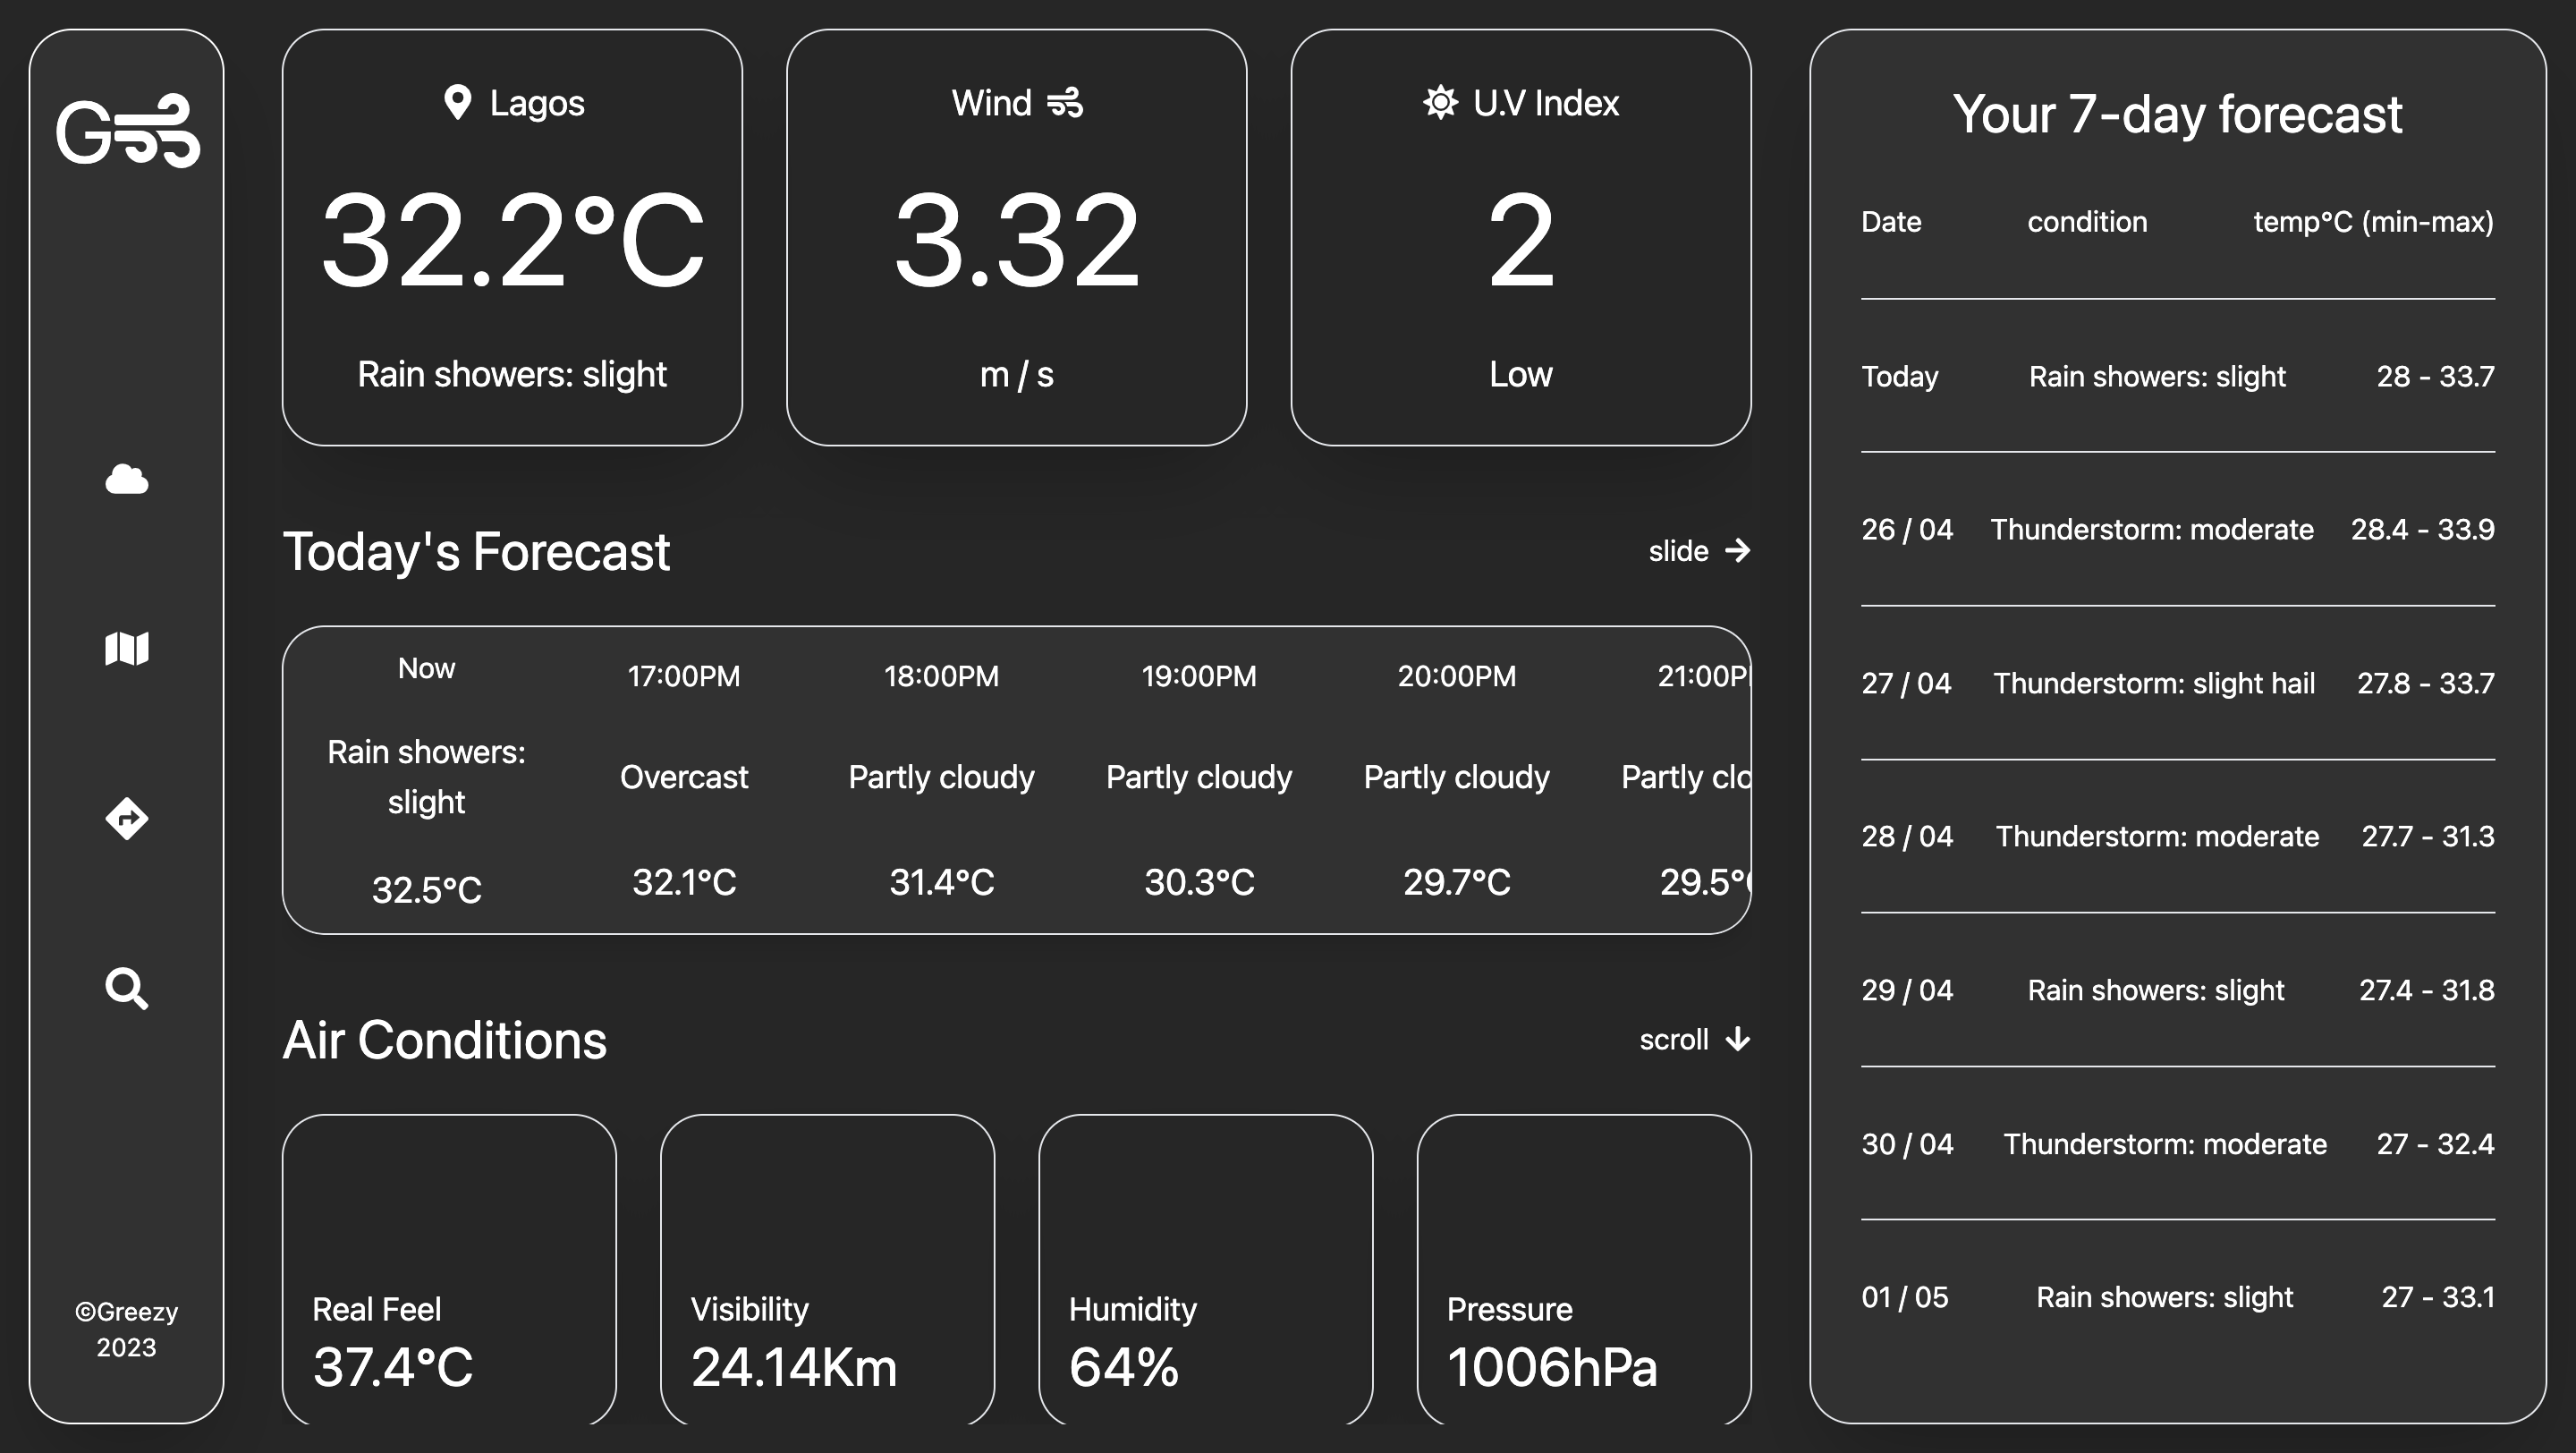 G
Lagos
32.2°C
Rain showers: slight
Wind
3.32
m / s
U.V Index
2
Low
Today's Forecast
slide
Now
Rain showers:
slight
32.5°C
17:00PM
Overcast
32.1°C
18:00PM
Partly cloudy
31.4°C
19:00PM
Partly cloudy
30.3°C
20:00PM
Partly cloudy
29.7°C
21:00P
Partly clo
29.5°
Air Conditions
scroll
Real Feel
37.4°C
Visibility
24.14Km
Humidity
64%
Pressure
1006hPa
Your 7-day forecast
Date condition temp°C (min-max)
Today Rain showers: slight 28 - 33.7
26 / 04 Thunderstorm: moderate 28.4 - 33.9
27 / 04 Thunderstorm: slight hail 27.8 - 33.7
28 / 04 Thunderstorm: moderate 27.7 - 31.3
29 / 04 Rain showers: slight 27.4 - 31.8
30 / 04 Thunderstorm: moderate 27 - 32.4
01 / 05 Rain showers: slight 27 - 33.1
©Greezy
2023